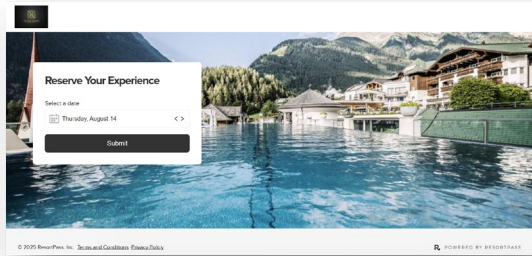 Reserve Your Experience
Select a date
Thursday, August 14
< >
Submit
© 2025 ResortPass, Inc. Terms and Conditions Privacy Policy
R. POWERED BY RESORTPASS